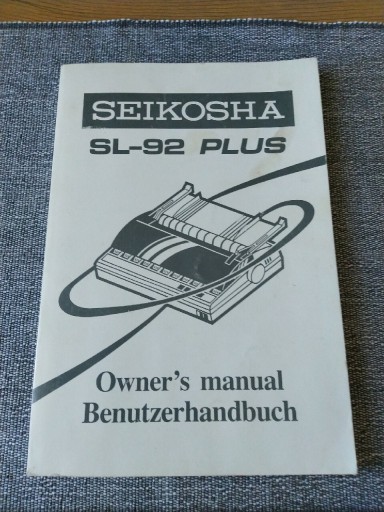 SEIKOSHA
SL-92 PLUS
Owner's manual
Benutzerhandbuch